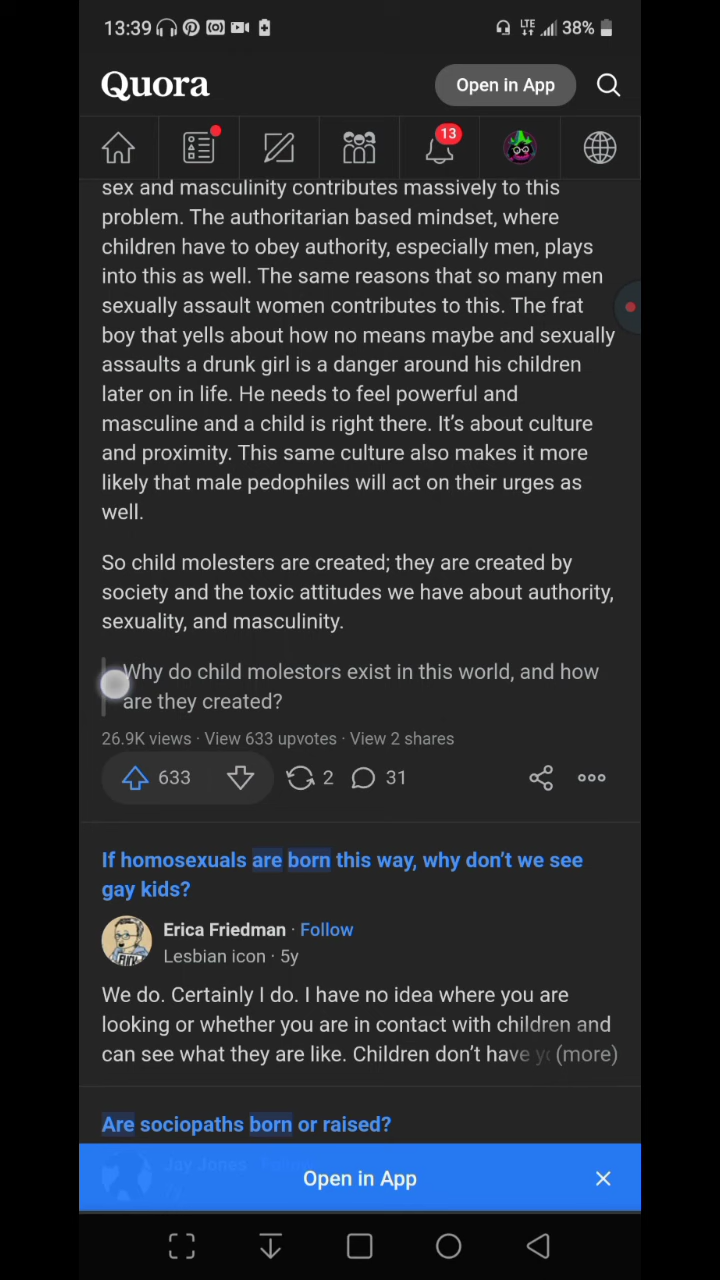 13:39
LTE 38%
Quora
Open in App
13
sex and masculinity contributes massively to this
problem. The authoritarian based mindset, where
children have to obey authority, especially men, plays
into this as well. The same reasons that so many men
sexually assault women contributes to this. The frat
boy that yells about how no means maybe and sexually
assaults a drunk girl is a danger around his children
later on in life. He needs to feel powerful and
masculine and a child is right there. It’s about culture
and proximity. This same culture also makes it more
likely that male pedophiles will act on their urges as
well.
So child molesters are created; they are created by
society and the toxic attitudes we have about authority,
sexuality, and masculinity.
Why do child molestors exist in this world, and how
are they created?
26.9K views · View 633 upvotes · View 2 shares
633 2 31
If homosexuals are born this way, why don’t we see
gay kids?
Erica Friedman · Follow
Lesbian icon · 5y
We do. Certainly I do. I have no idea where you are
looking or whether you are in contact with children and
can see what they are like. Children don’t have (more)
Are sociopaths born or raised?
Jay Jones
Open in App